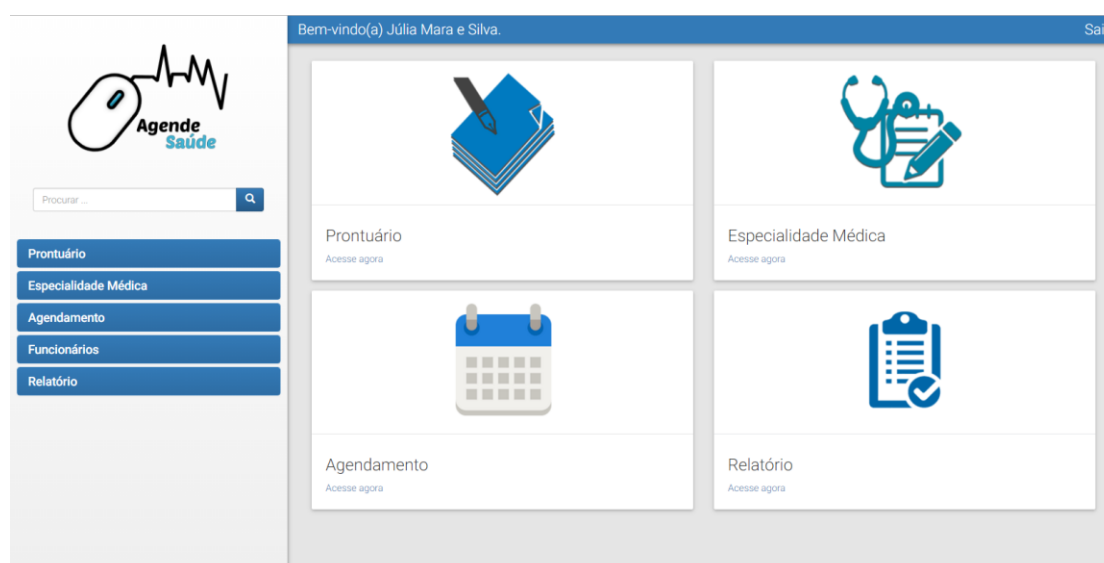 Bem-vindo(a) Júlia Mara e Silva.
Agende
Saúde
Procurar ...
Prontuário
Especialidade Médica
Agendamento
Funcionários
Relatório
Prontuário
Acesse agora
Especialidade Médica
Acesse agora
Agendamento
Acesse agora
Relatório
Acesse agora